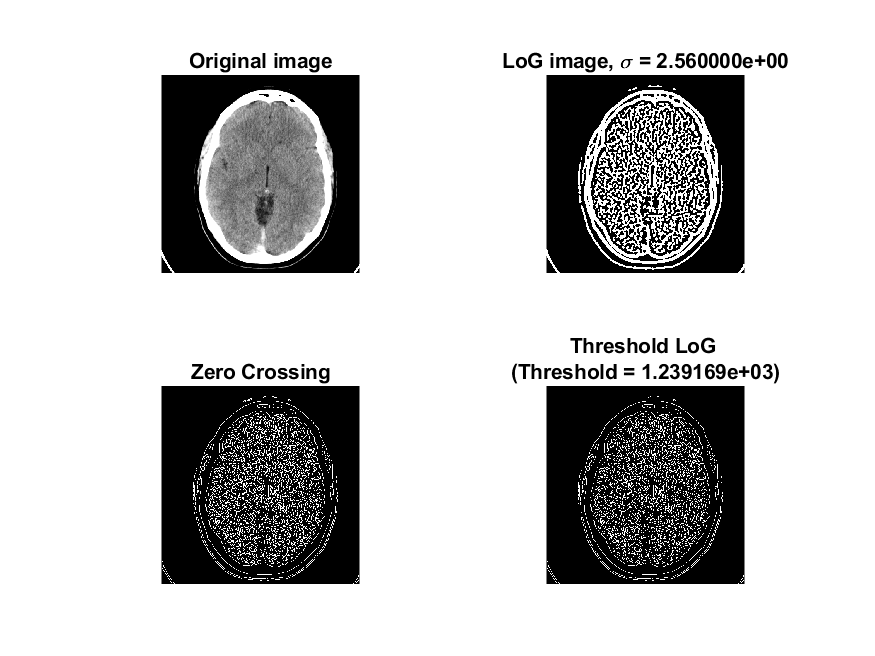 Original image
LoG image, σ = 2.560000e+00
Zero Crossing
Threshold LoG
(Threshold = 1.239169e+03)